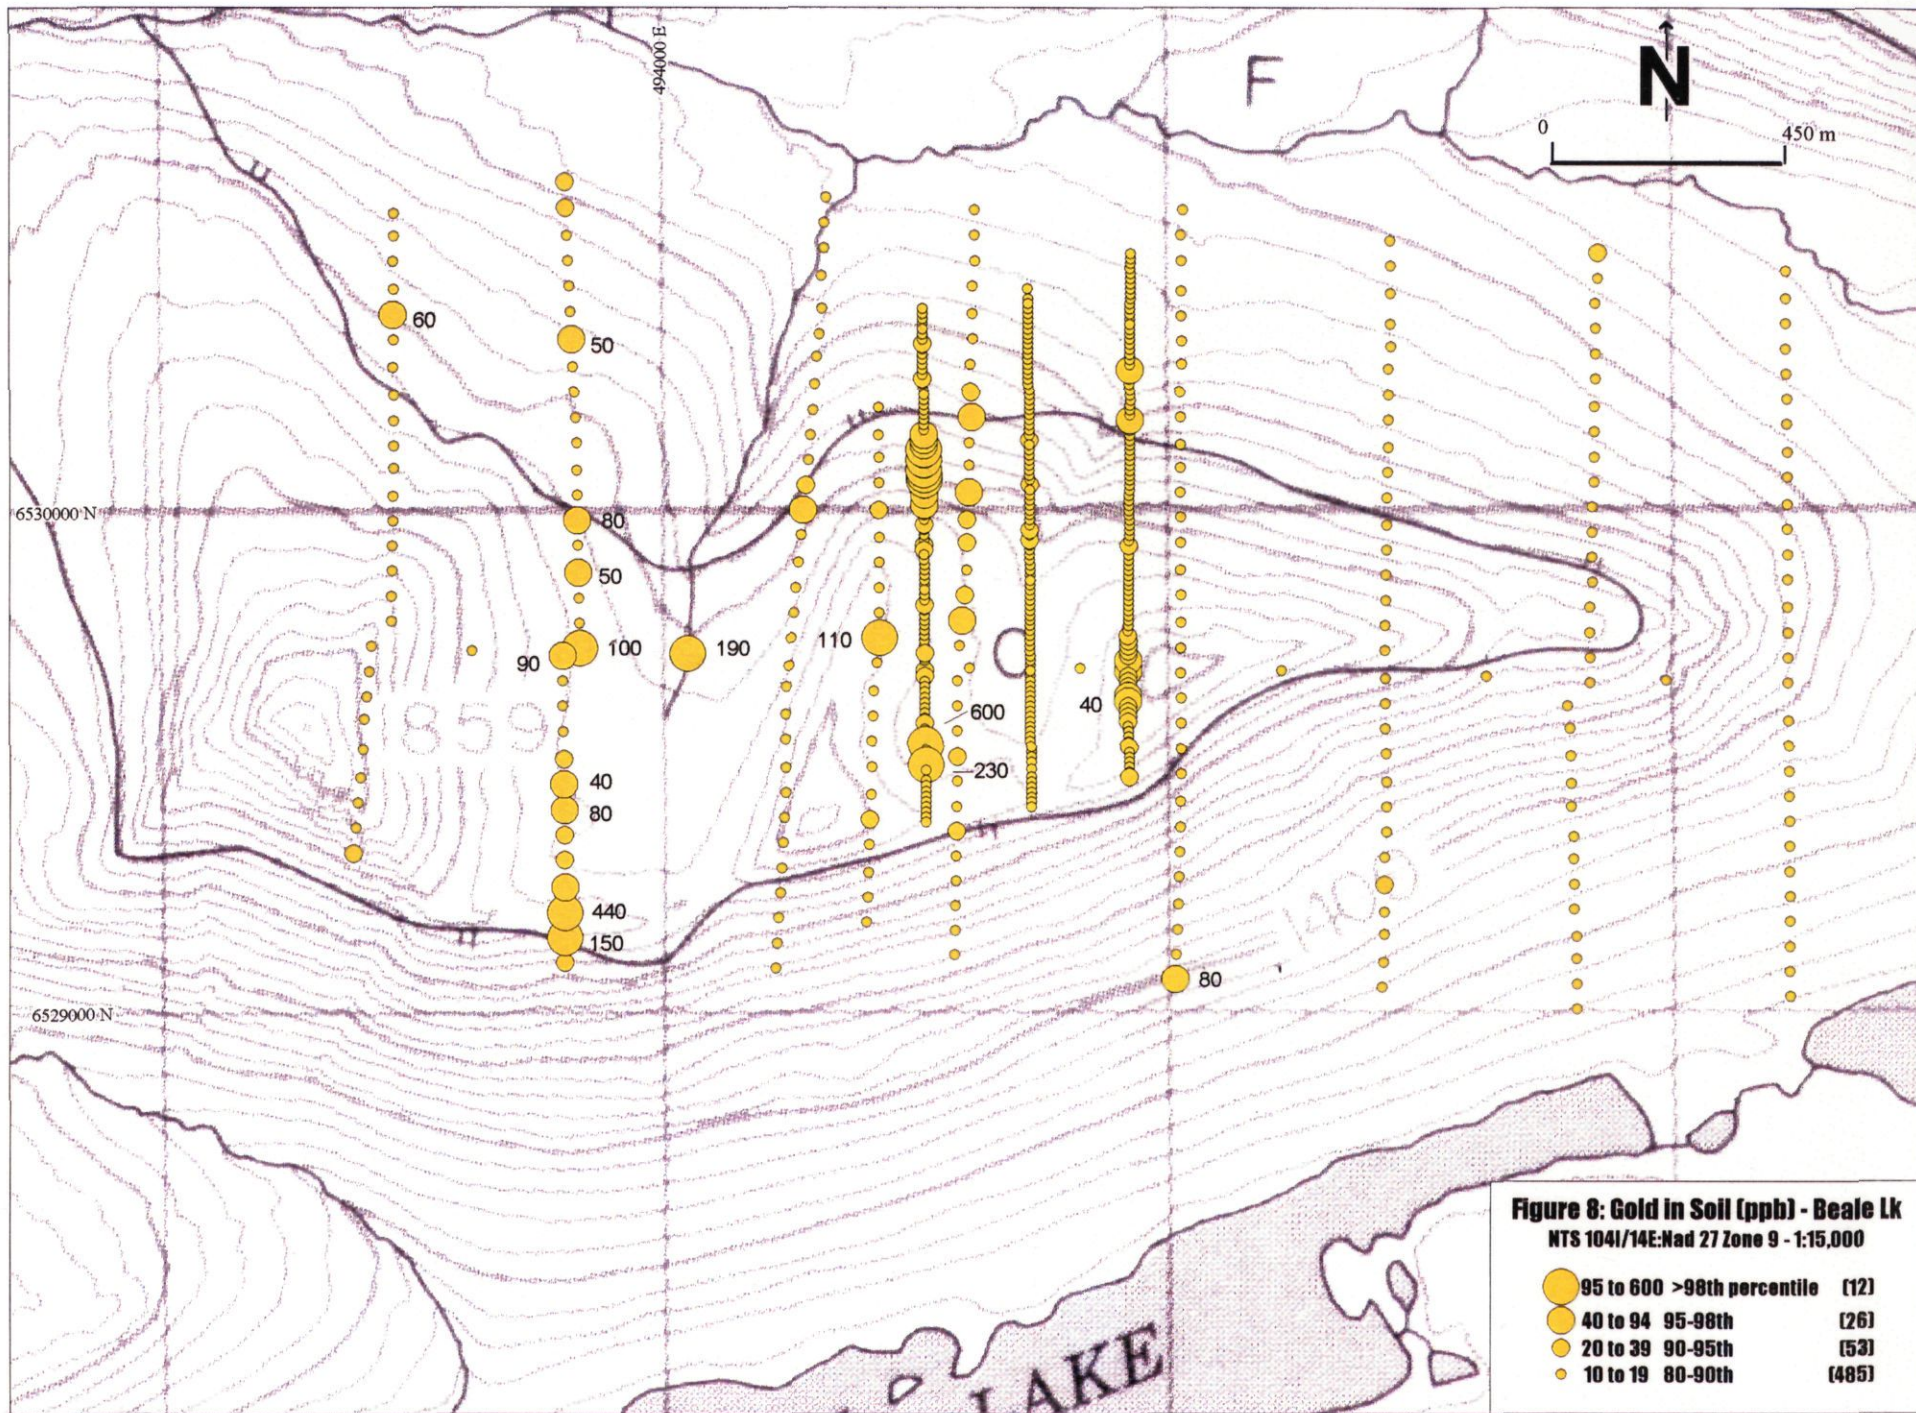 494000 E
F
N
0 450 m
60
50
6530000 N
80
50
90
100
190
110
859
600
40
230
40
80
440
150
1400
80
6529000 N
LAKE
Figure 8: Gold in Soil (ppb) - Beale Lk
NTS 104I/14E:Nad 27 Zone 9 - 1:15,000
95 to 600 >98th percentile (12)
40 to 94 95-98th (26)
20 to 39 90-95th (53)
10 to 19 80-90th (485)